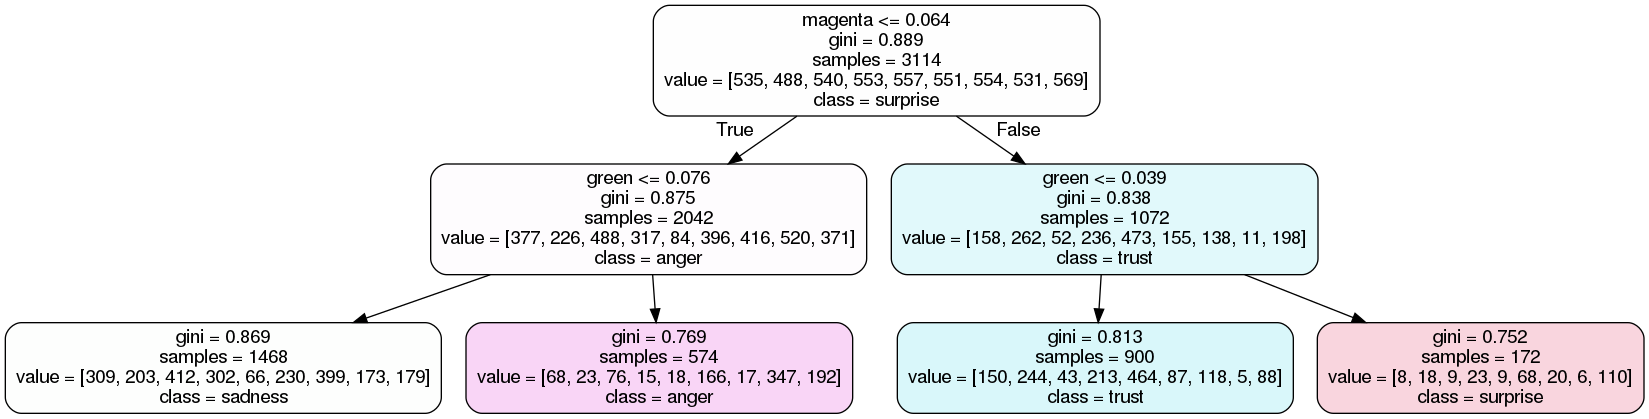 magenta <= 0.064
gini = 0.889
samples = 3114
value = [535, 488, 540, 553, 557, 551, 554, 531, 569]
class = surprise
True
False
green <= 0.076
gini = 0.875
samples = 2042
value = [377, 226, 488, 317, 84, 396, 416, 520, 371]
class = anger
green <= 0.039
gini = 0.838
samples = 1072
value = [158, 262, 52, 236, 473, 155, 138, 11, 198]
class = trust
gini = 0.869
samples = 1468
value = [309, 203, 412, 302, 66, 230, 399, 173, 179]
class = sadness
gini = 0.769
samples = 574
value = [68, 23, 76, 15, 18, 166, 17, 347, 192]
class = anger
gini = 0.813
samples = 900
value = [150, 244, 43, 213, 464, 87, 118, 5, 88]
class = trust
gini = 0.752
samples = 172
value = [8, 18, 9, 23, 9, 68, 20, 6, 110]
class = surprise